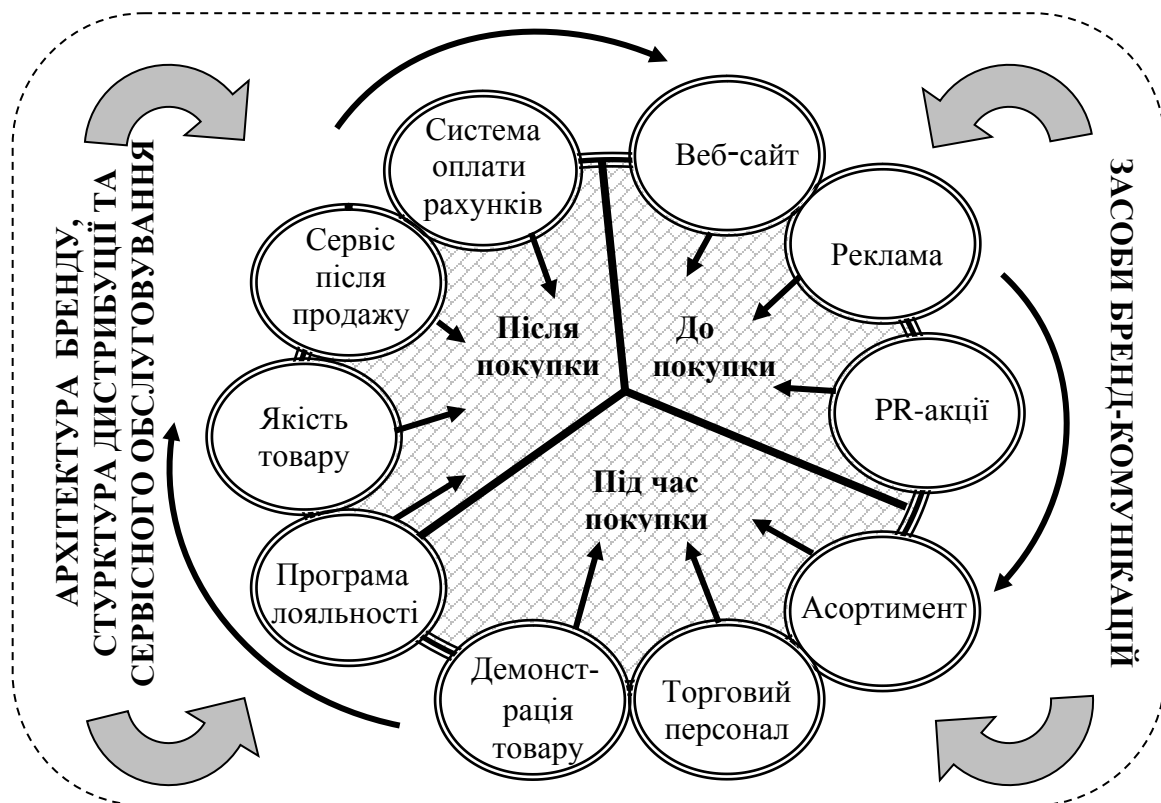 АРХІТЕКТУРА БРЕНДУ,
СТУРКТУРА ДИСТРИБУЦІЇ ТА
СЕРВІСНОГО ОБСЛУГОВУВАННЯ
Система
оплати
рахунків
Веб-сайт
Реклама
PR-акції
Асортимент
Торговий
персонал
Демонст-
рація
товару
Програма
лояльності
Якість
товару
Сервіс
після
продажу
Після
покупки
До
покупки
Під час
покупки
ЗАСОБИ БРЕНД-КОМУНІКАЦІЙ